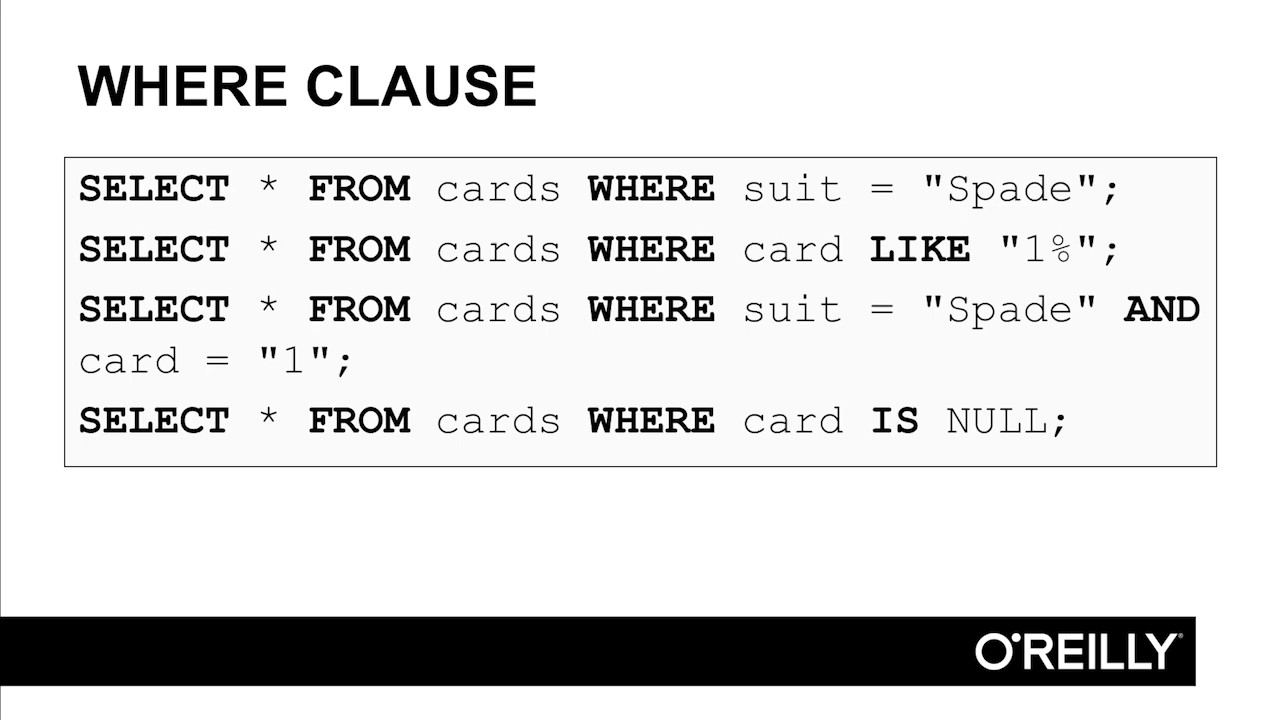 WHERE CLAUSE
SELECT * FROM cards WHERE suit = "Spade";
SELECT * FROM cards WHERE card LIKE "1%";
SELECT * FROM cards WHERE suit = "Spade" AND
card = "1";
SELECT * FROM cards WHERE card IS NULL;
O'REILLY®